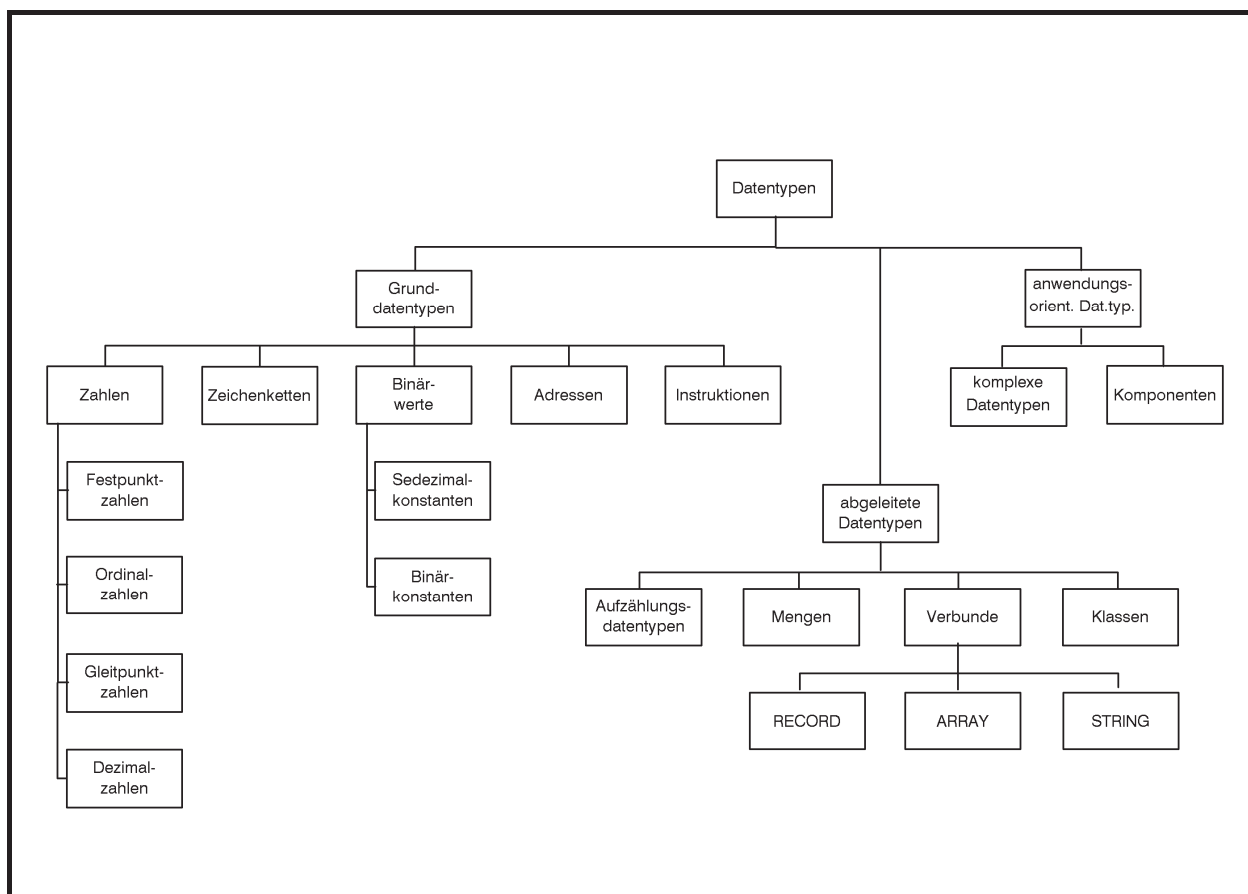 Datentypen
Grund-
datentypen
anwendungs-
orient. Dat.typ.
Zahlen
Zeichenketten
Binär-
werte
Adressen
Instruktionen
komplexe
Datentypen
Komponenten
Festpunkt-
zahlen
Sedezimal-
konstanten
abgeleitete
Datentypen
Ordinal-
zahlen
Binär-
konstanten
Aufzählungs-
datentypen
Mengen
Verbunde
Klassen
Gleitpunkt-
zahlen
RECORD
ARRAY
STRING
Dezimal-
zahlen